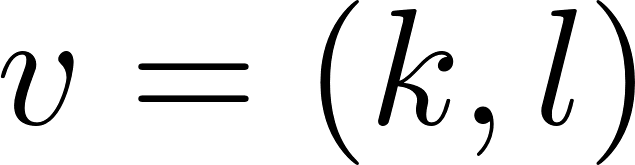 v = (k, l)